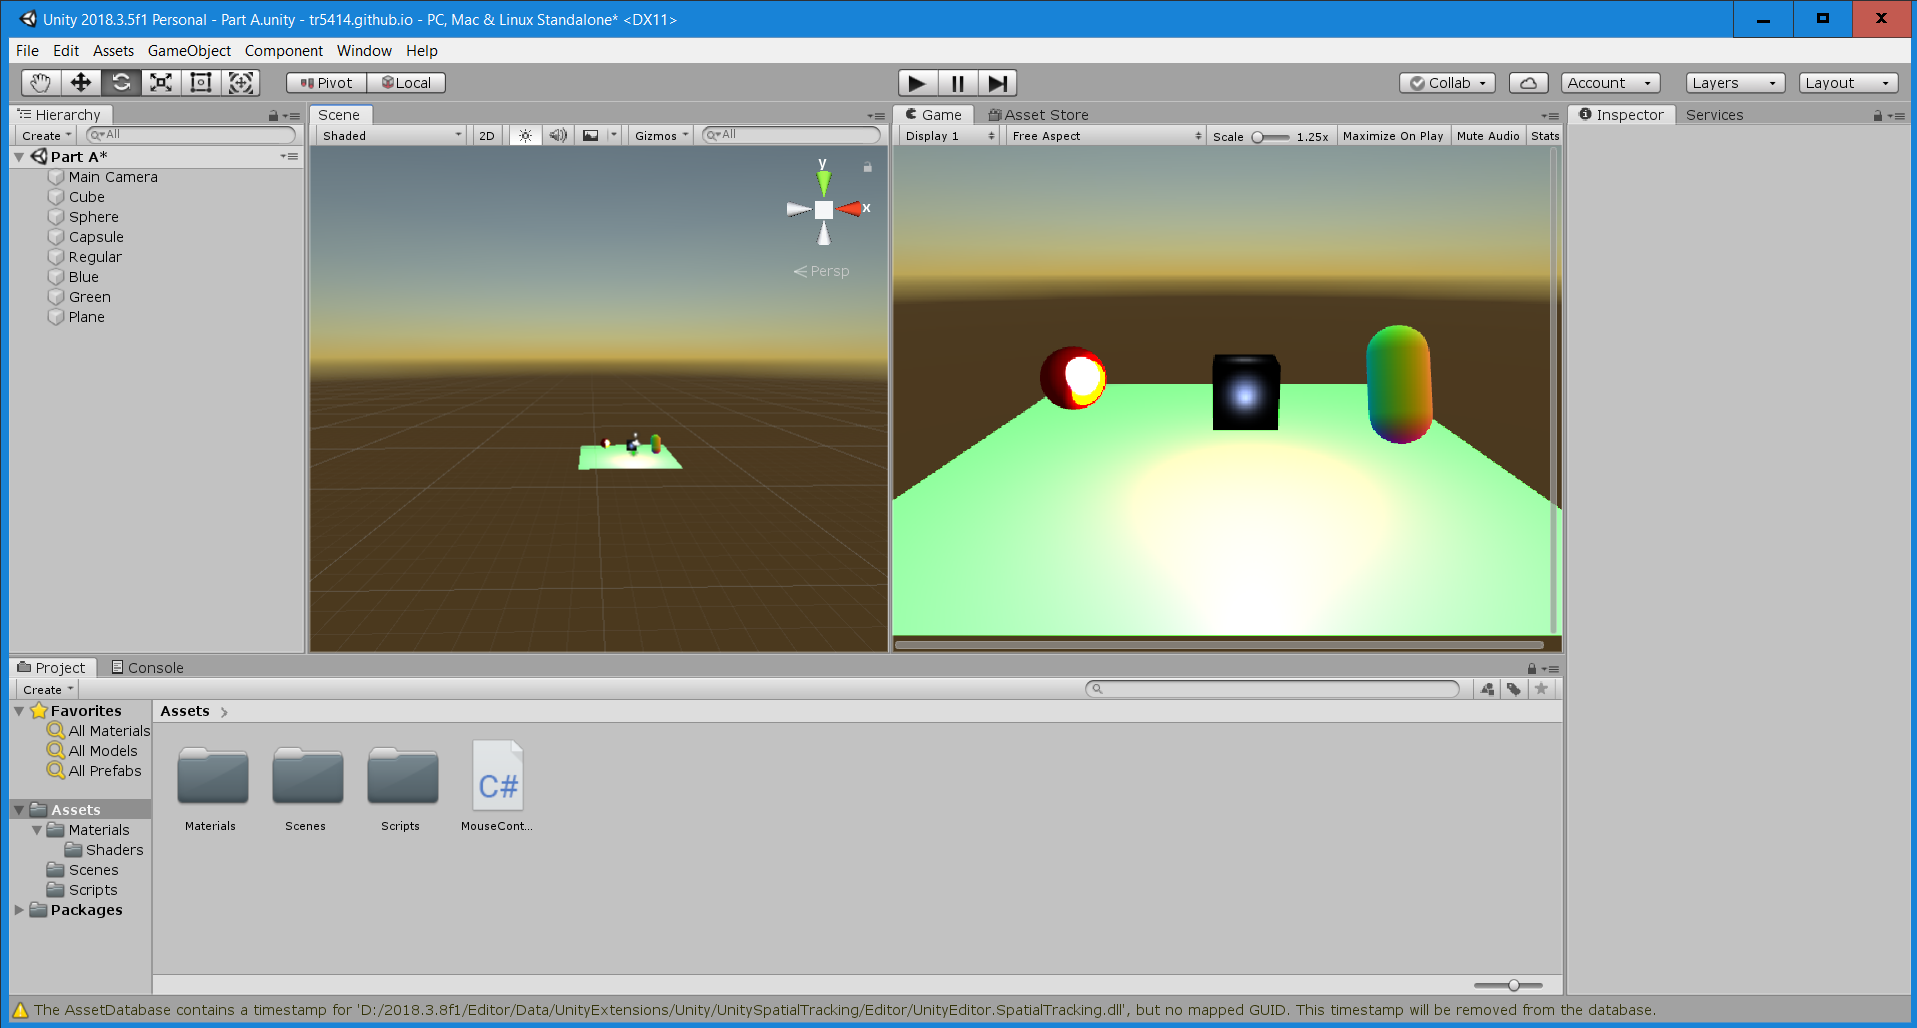 Unity 2018.3.5f1 Personal - Part A.unity - tr5414.github.io - PC, Mac & Linux Standalone* <DX11>
File Edit Assets GameObject Component Window Help
Pivot Local Collab Account Layers Layout
Hierarchy
Create All
Part A*
Main Camera
Cube
Sphere
Capsule
Regular
Blue
Green
Plane
Scene
Shaded 2D Gizmos All
y
x
Persp
Game Asset Store
Display 1 Free Aspect Scale 1.25x Maximize On Play Mute Audio Stats
Inspector Services
Project Console
Create
Favorites
All Materials
All Models
All Prefabs
Assets
Materials
Shaders
Scenes
Scripts
Packages
Assets
C#
Materials Scenes Scripts MouseCont...
The AssetDatabase contains a timestamp for 'D:/2018.3.8f1/Editor/Data/UnityExtensions/Unity/UnitySpatialTracking/Editor/UnityEditor.SpatialTracking.dll', but no mapped GUID. This timestamp will be removed from the database.